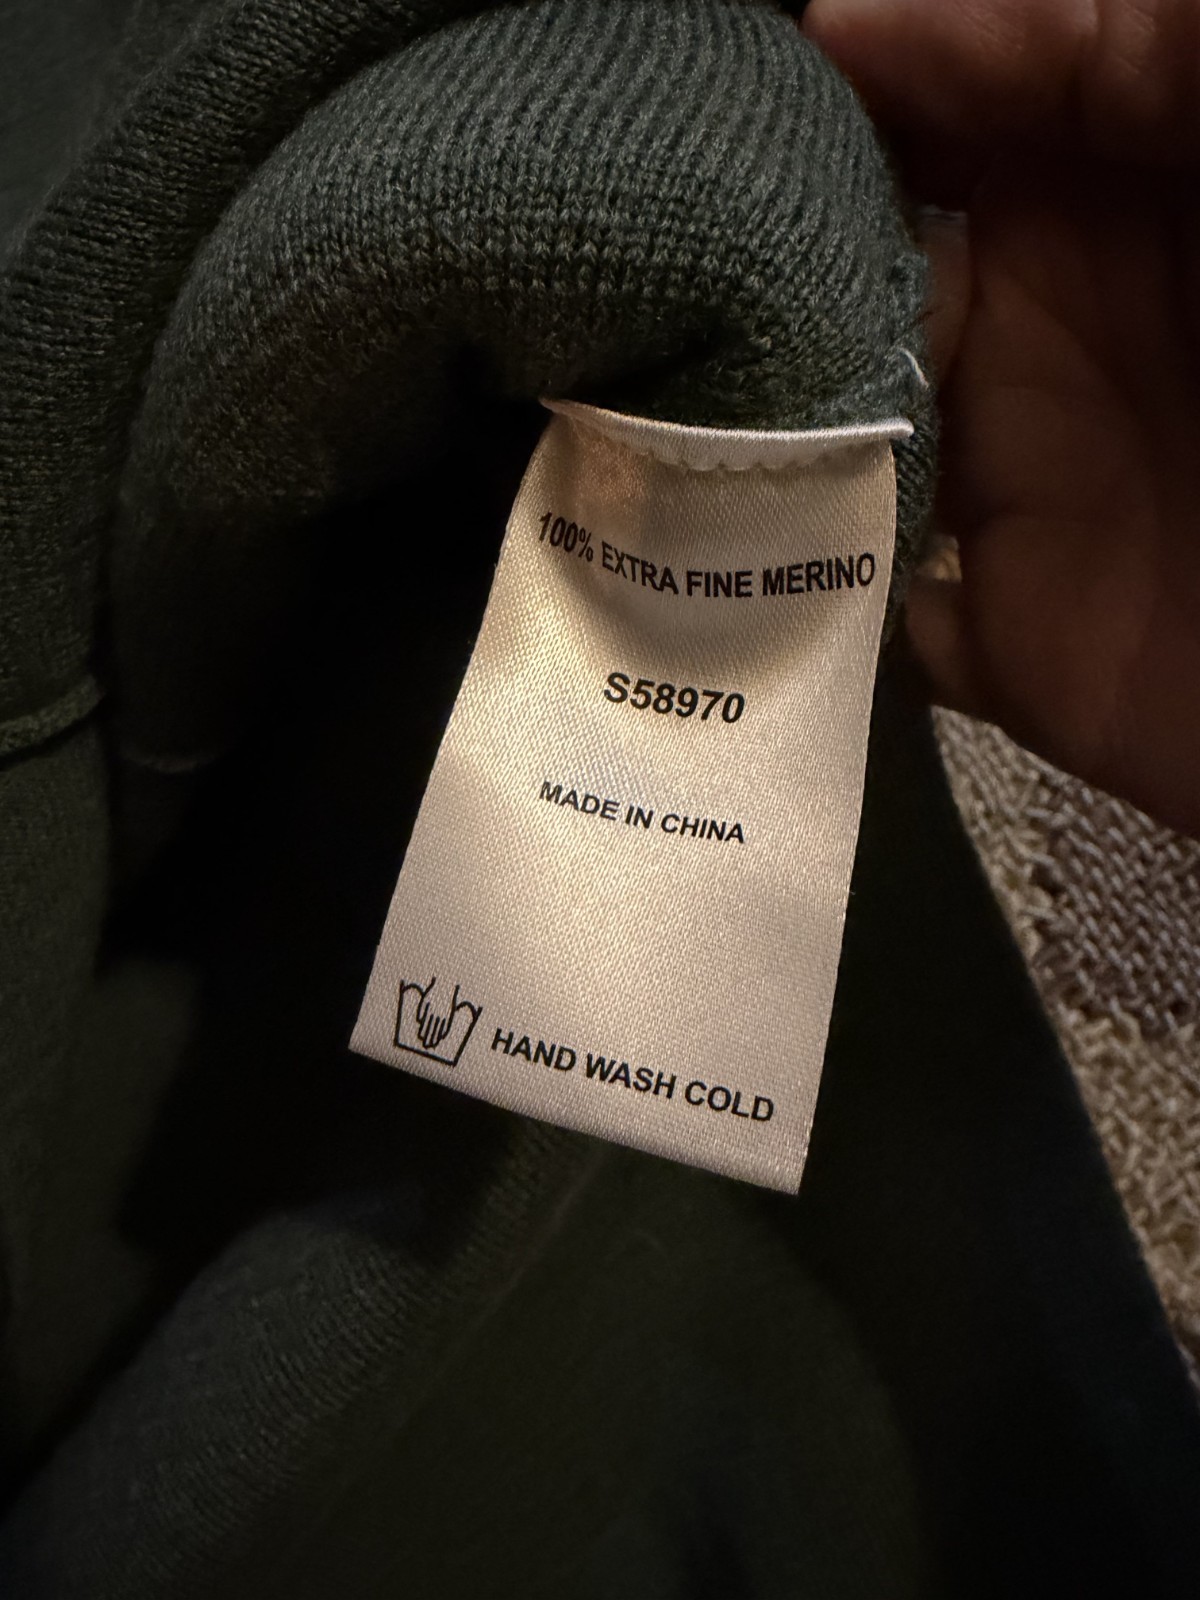 100% EXTRA FINE MERINO
S58970
MADE IN CHINA
HAND WASH COLD